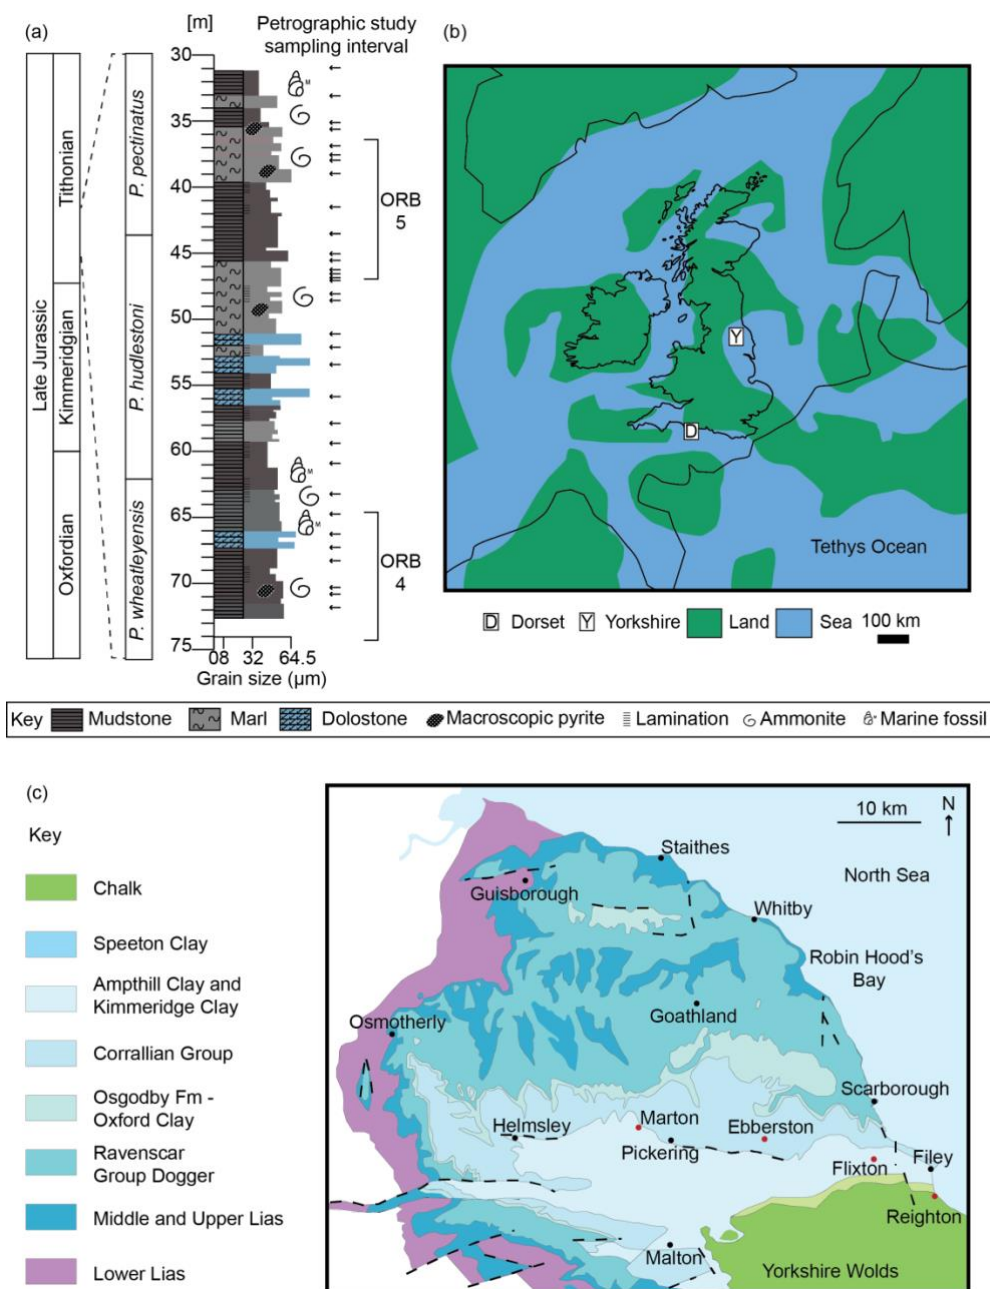 (a)
[m]
Petrographic study
sampling interval
30
35
40
45
50
55
60
65
70
75
Late Jurassic
Tithonian
Kimmeridgian
Oxfordian
P. pectinatus
P. hudlestoni
P. wheatleyensis
M
M
M
ORB
5
ORB
4
08 32 64.5
Grain size (µm)
(b)
Y
D
Tethys Ocean
D Dorset Y Yorkshire Land Sea 100 km
Key Mudstone Marl Dolostone Macroscopic pyrite Lamination Ammonite Marine fossil
(c)
Key
Chalk
Speeton Clay
Ampthill Clay and
Kimmeridge Clay
Corrallian Group
Osgodby Fm -
Oxford Clay
Ravenscar
Group Dogger
Middle and Upper Lias
Lower Lias
10 km
N
Staithes
North Sea
Guisborough
Whitby
Robin Hood's
Bay
Goathland
Osmotherly
Scarborough
Helmsley
Marton
Ebberston
Pickering
Flixton
Filey
Reighton
Malton
Yorkshire Wolds